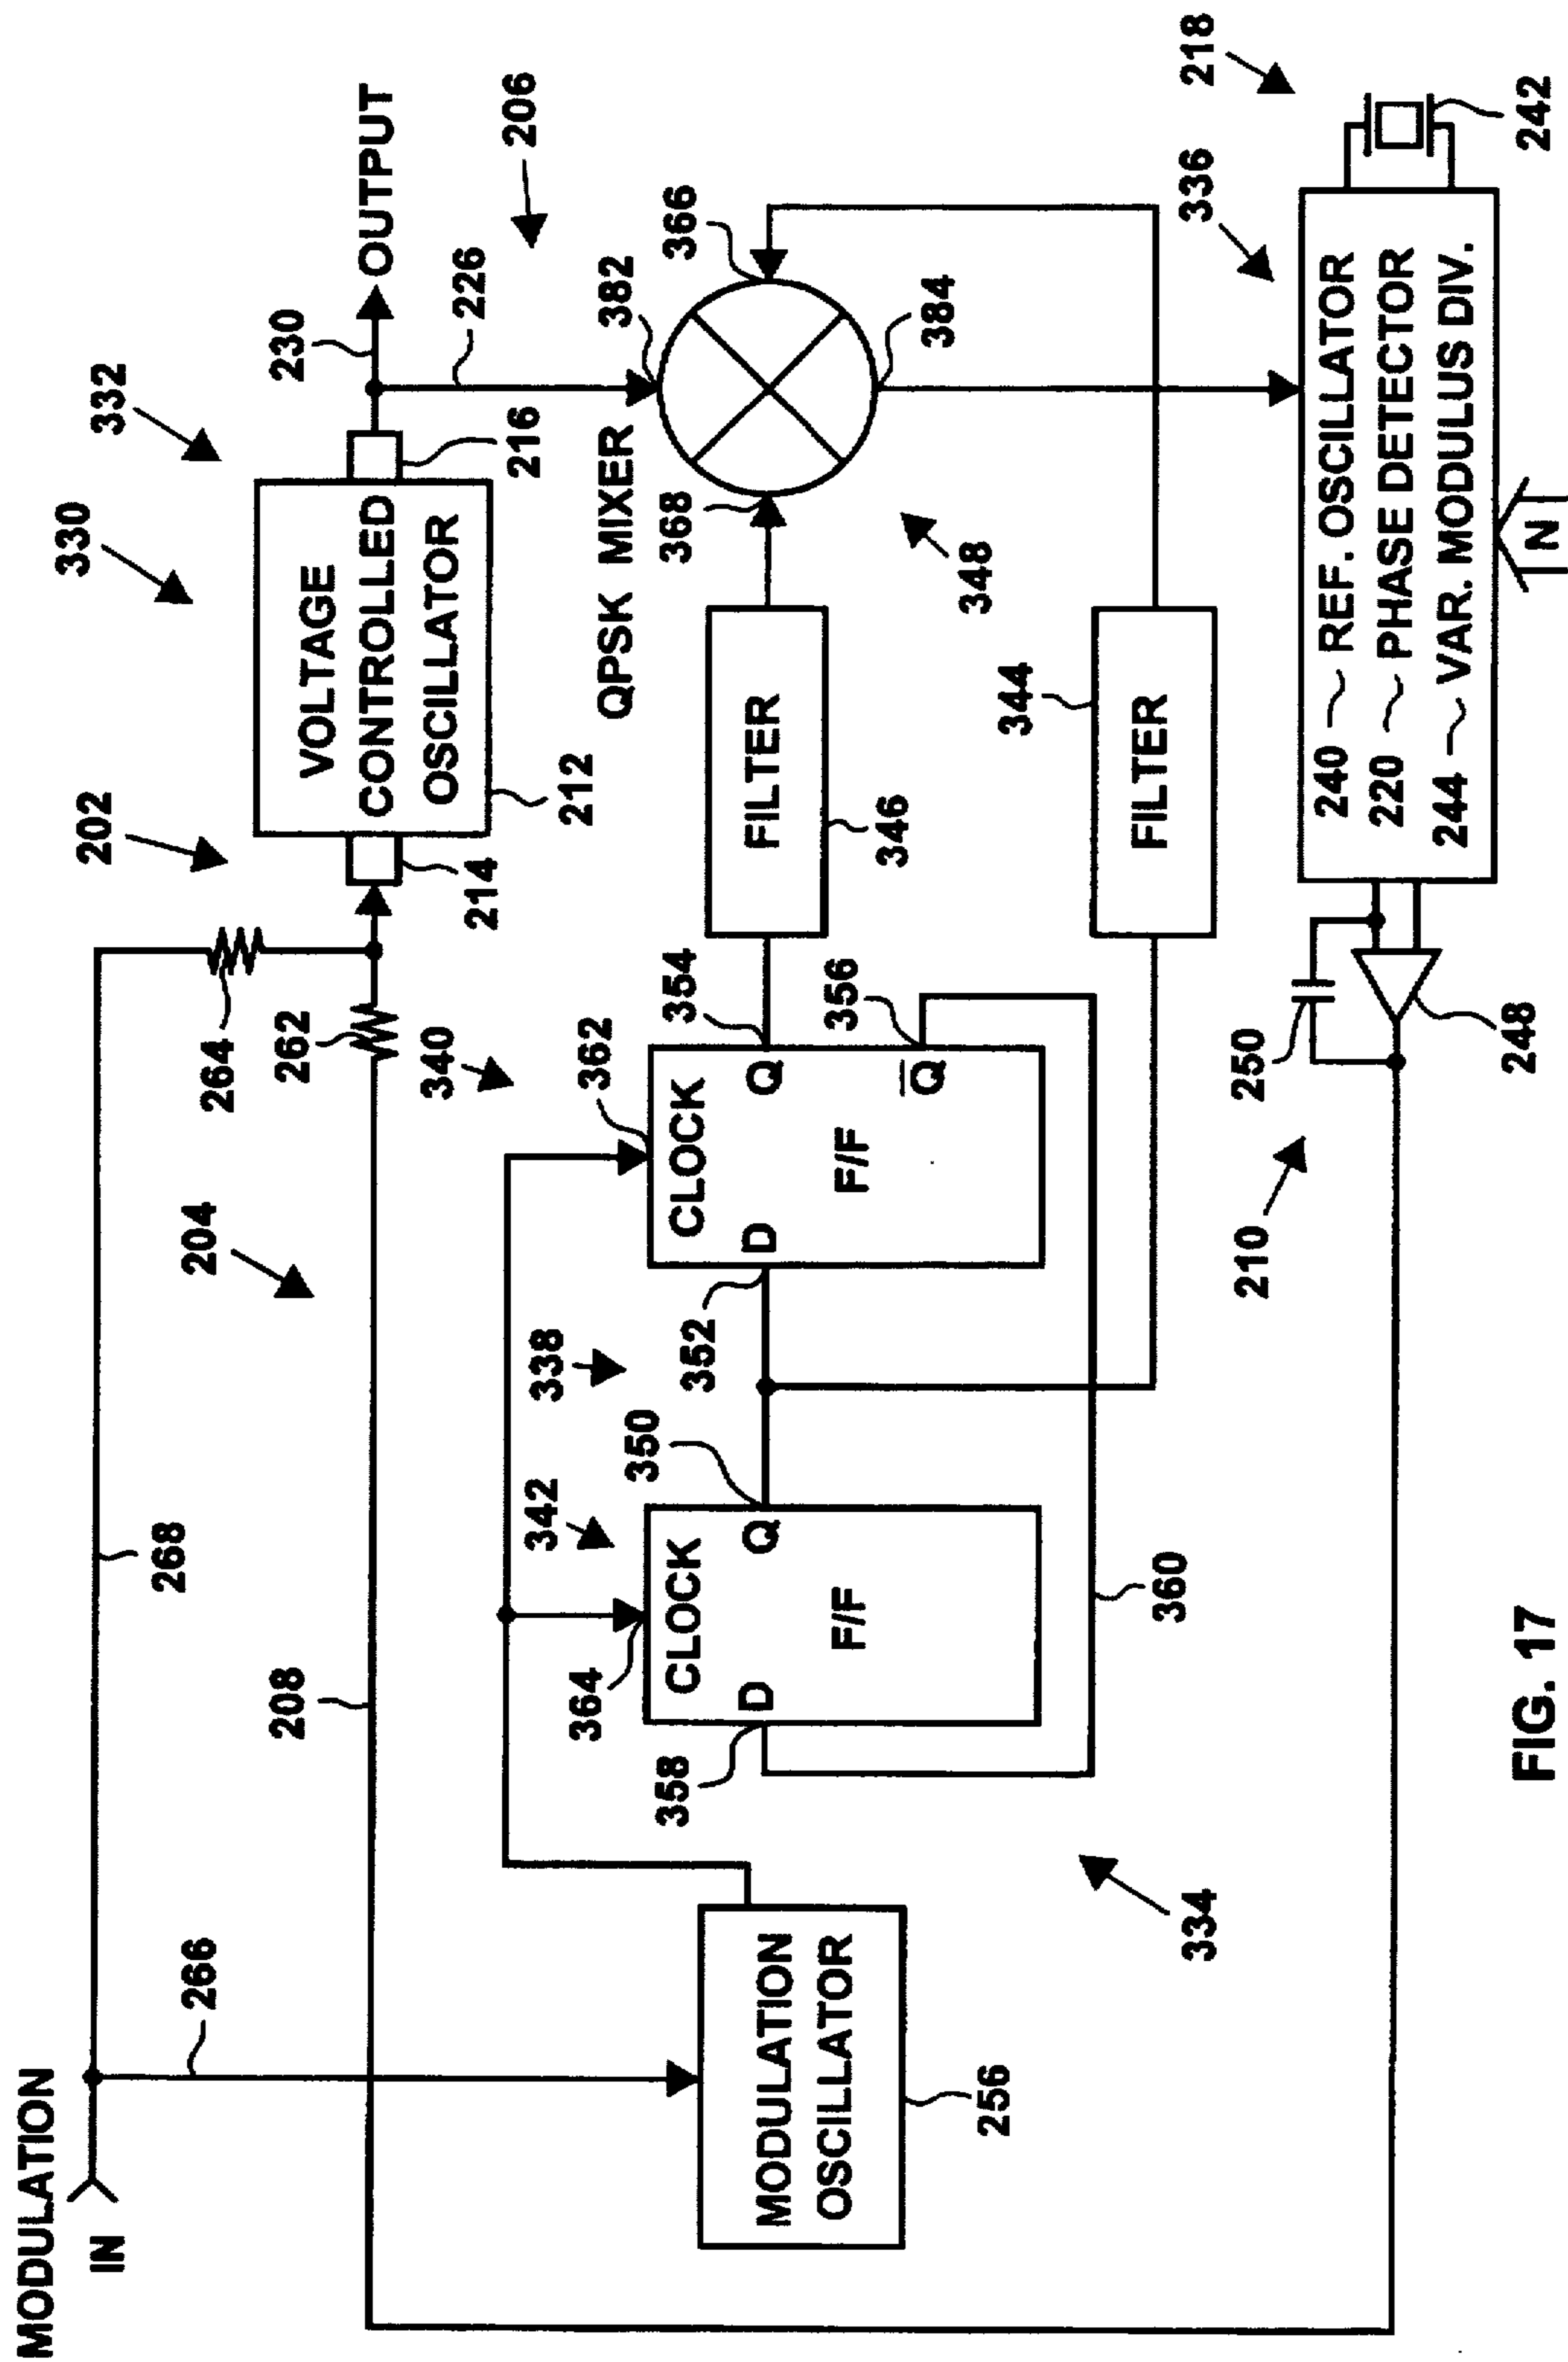 MODULATION
IN
266
268
208
204
264
262
202
214
VOLTAGE
CONTROLLED
OSCILLATOR
212
330
332
216
230
OUTPUT
226
206
MODULATION
OSCILLATOR
256
334
364
358
342
CLOCK
D
Q
F/F
350
338
352
340
362
CLOCK
D
Q
Q̅
F/F
354
356
360
FILTER
346
FILTER
344
QPSK MIXER
368
382
366
384
348
336
218
242
240 REF. OSCILLATOR
220 PHASE DETECTOR
244 VAR. MODULUS DIV.
N
250
248
210
FIG. 17